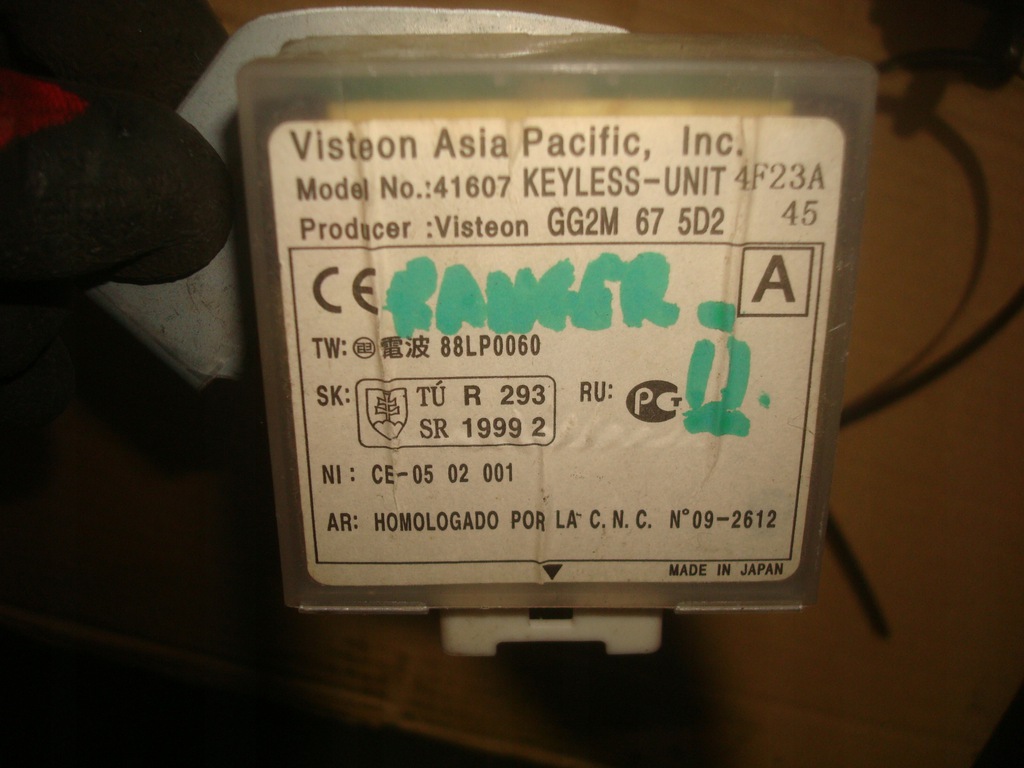 Visteon Asia Pacific, Inc.
Model No.:41607 KEYLESS-UNIT 4F23A
Producer :Visteon GG2M 67 5D2 45
CE RANGER A
TW: 電波 88LP0060
SK: TÚ R 293 RU: PCT
SR 1999 2
NI: CE-05 02 001
AR: HOMOLOGADO POR LA C.N.C. N°09-2612
MADE IN JAPAN